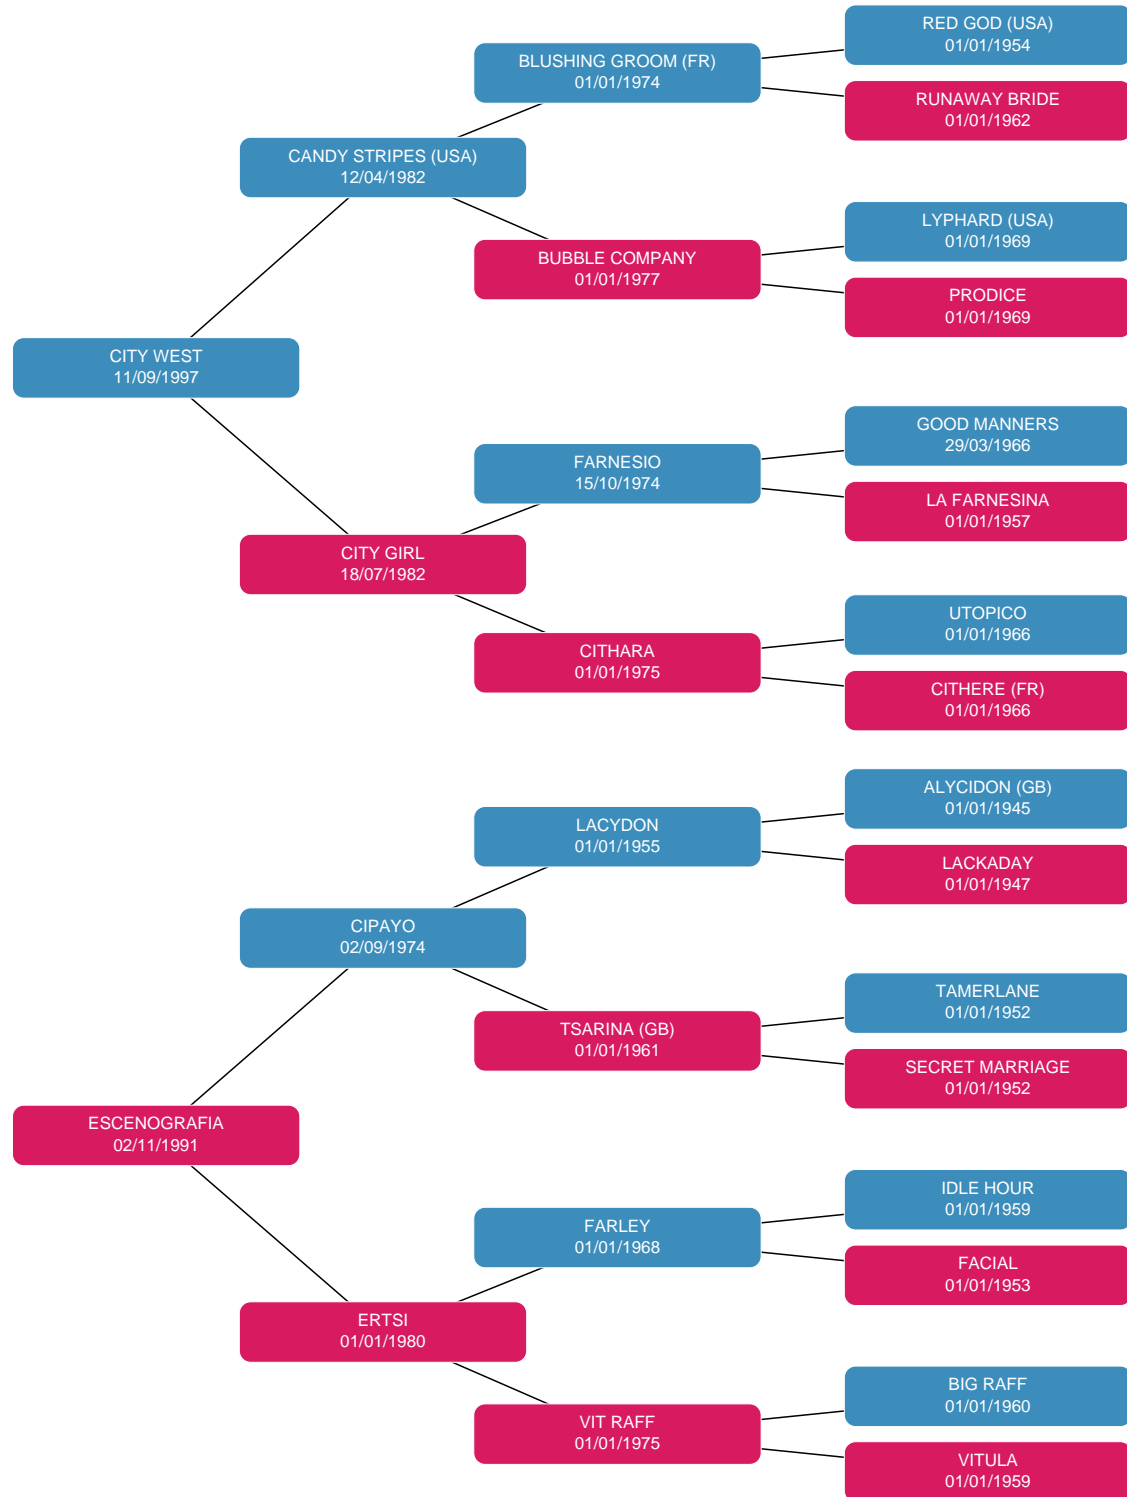 RED GOD (USA)
01/01/1954
BLUSHING GROOM (FR)
01/01/1974
RUNAWAY BRIDE
01/01/1962
CANDY STRIPES (USA)
12/04/1982
LYPHARD (USA)
01/01/1969
BUBBLE COMPANY
01/01/1977
PRODICE
01/01/1969
CITY WEST
11/09/1997
GOOD MANNERS
29/03/1966
FARNESIO
15/10/1974
LA FARNESINA
01/01/1957
CITY GIRL
18/07/1982
UTOPICO
01/01/1966
CITHARA
01/01/1975
CITHERE (FR)
01/01/1966
ALYCIDON (GB)
01/01/1945
LACYDON
01/01/1955
LACKADAY
01/01/1947
CIPAYO
02/09/1974
TAMERLANE
01/01/1952
TSARINA (GB)
01/01/1961
SECRET MARRIAGE
01/01/1952
ESCENOGRAFIA
02/11/1991
IDLE HOUR
01/01/1959
FARLEY
01/01/1968
FACIAL
01/01/1953
ERTSI
01/01/1980
BIG RAFF
01/01/1960
VIT RAFF
01/01/1975
VITULA
01/01/1959